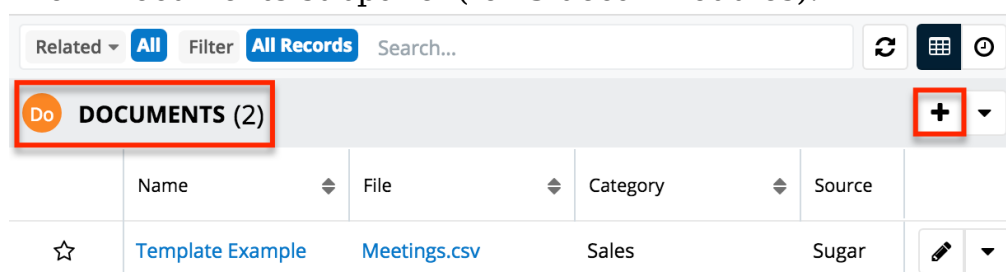 Related All Filter All Records Search...
Do DOCUMENTS (2)
Name File Category Source
Template Example Meetings.csv Sales Sugar